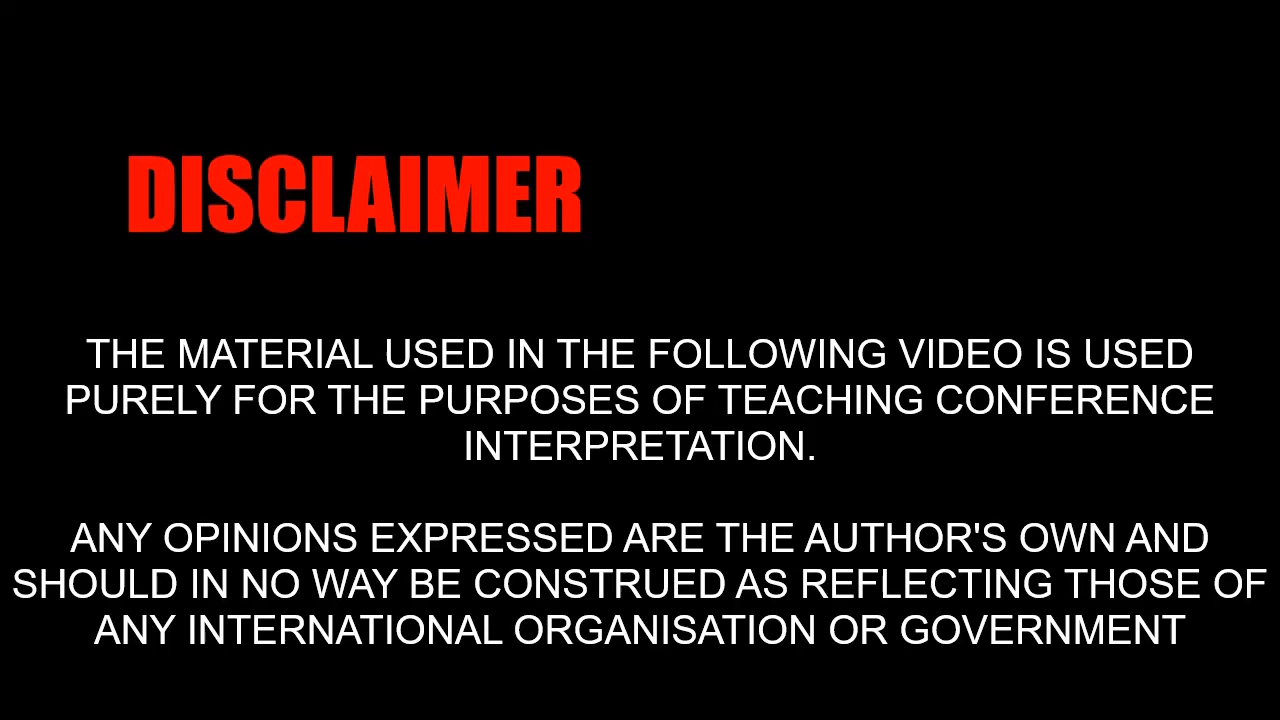 DISCLAIMER
THE MATERIAL USED IN THE FOLLOWING VIDEO IS USED
PURELY FOR THE PURPOSES OF TEACHING CONFERENCE
INTERPRETATION.
ANY OPINIONS EXPRESSED ARE THE AUTHOR'S OWN AND
SHOULD IN NO WAY BE CONSTRUED AS REFLECTING THOSE OF
ANY INTERNATIONAL ORGANISATION OR GOVERNMENT